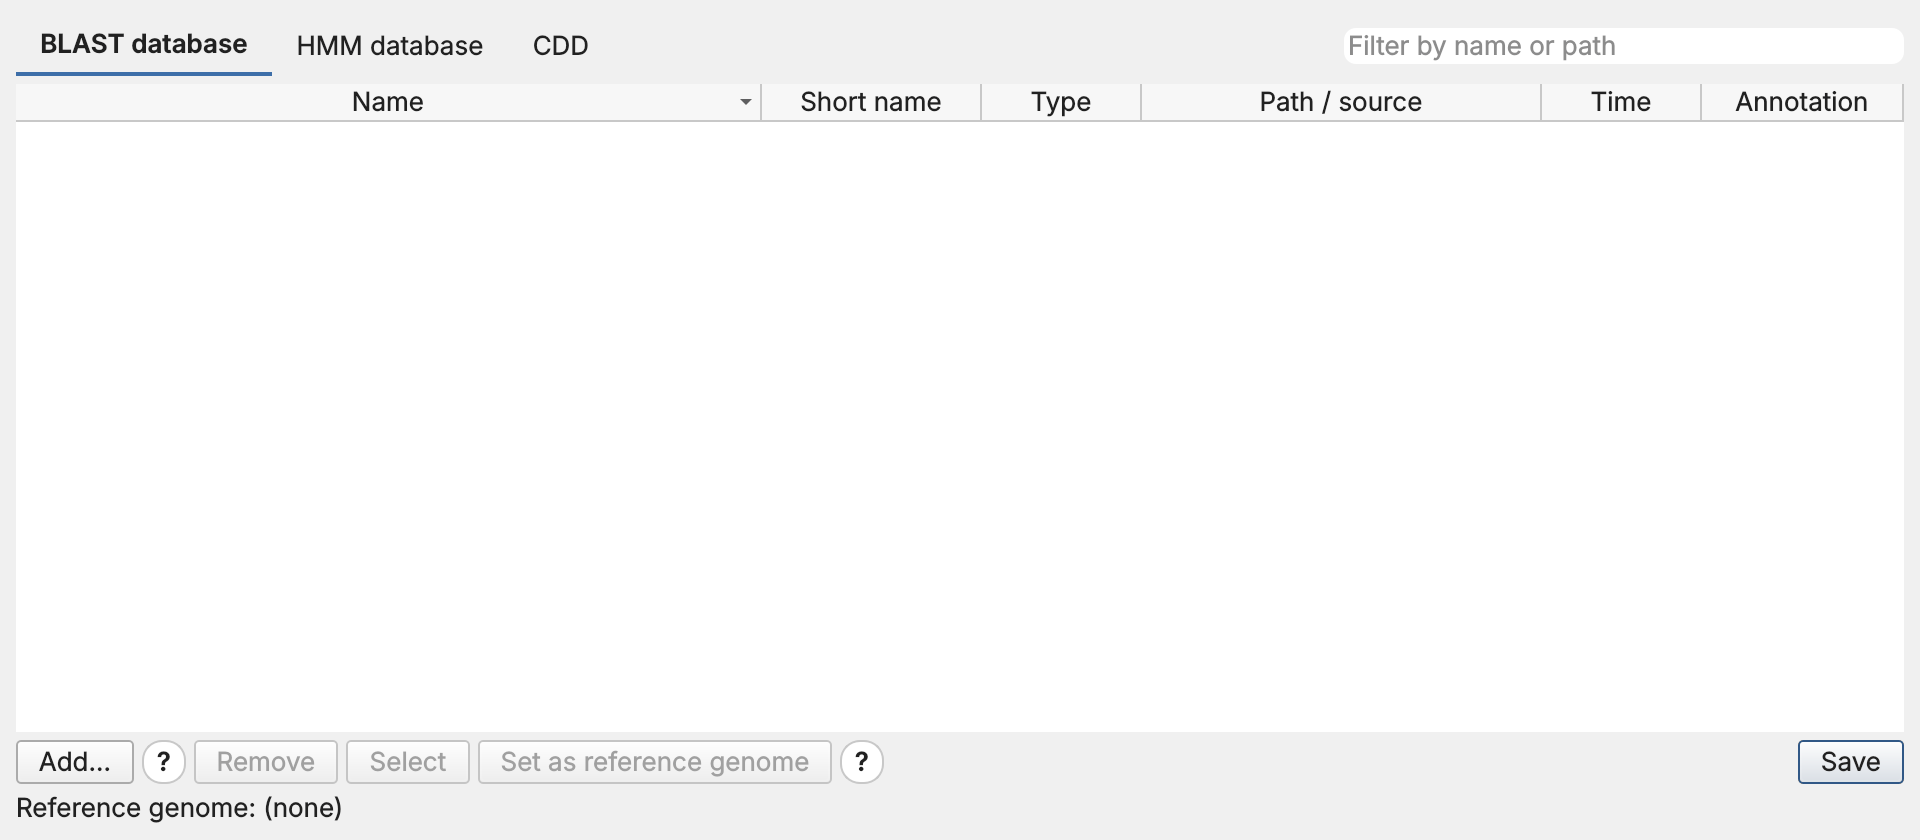 BLAST database HMM database CDD Filter by name or path
Name Short name Type Path / source Time Annotation
Add... ? Remove Select Set as reference genome ? Save
Reference genome: (none)